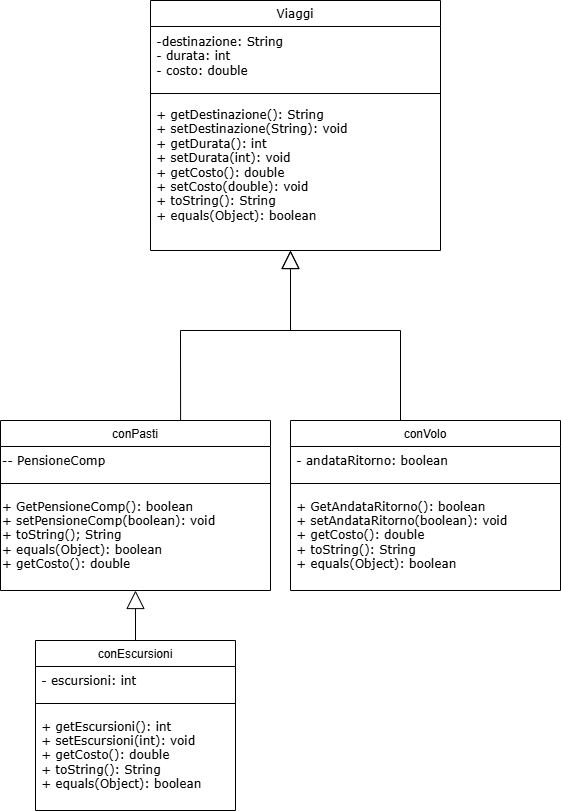 Viaggi
-destinazione: String
- durata: int
- costo: double
+ getDestinazione(): String
+ setDestinazione(String): void
+ getDurata(): int
+ setDurata(int): void
+ getCosto(): double
+ setCosto(double): void
+ toString(): String
+ equals(Object): boolean
conPasti
-- PensioneComp
+ GetPensioneComp(): boolean
+ setPensioneComp(boolean): void
+ toString(); String
+ equals(Object): boolean
+ getCosto(): double
conVolo
- andataRitorno: boolean
+ GetAndataRitorno(): boolean
+ setAndataRitorno(boolean): void
+ getCosto(): double
+ toString(): String
+ equals(Object): boolean
conEscursioni
- escursioni: int
+ getEscursioni(): int
+ setEscursioni(int): void
+ getCosto(): double
+ toString(): String
+ equals(Object): boolean